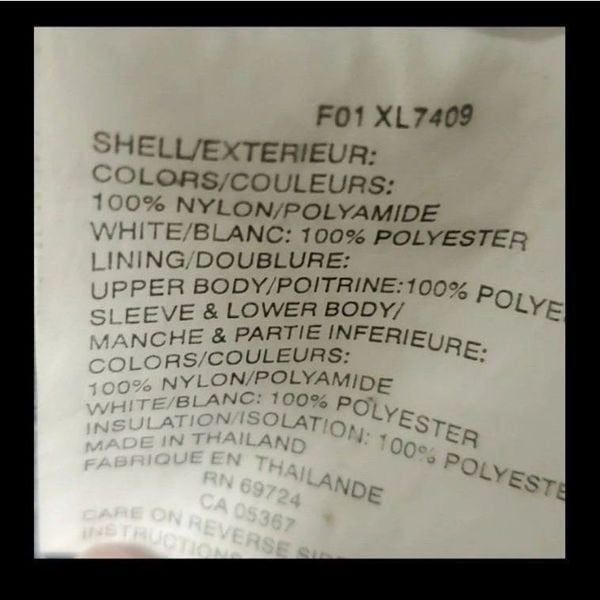 F01 XL7409
SHELL/EXTERIEUR:
COLORS/COULEURS:
100% NYLON/POLYAMIDE
WHITE/BLANC: 100% POLYESTER
LINING/DOUBLURE:
UPPER BODY/POITRINE:100% POLYE
SLEEVE & LOWER BODY/
MANCHE & PARTIE INFERIEURE:
COLORS/COULEURS:
100% NYLON/POLYAMIDE
WHITE/BLANC: 100% POLYESTER
INSULATION/ISOLATION: 100% POLYESTE
MADE IN THAILAND
FABRIQUE EN THAILANDE
RN 69724
CA 05367
CARE ON REVERSE SIDE
INSTRUCTIONS